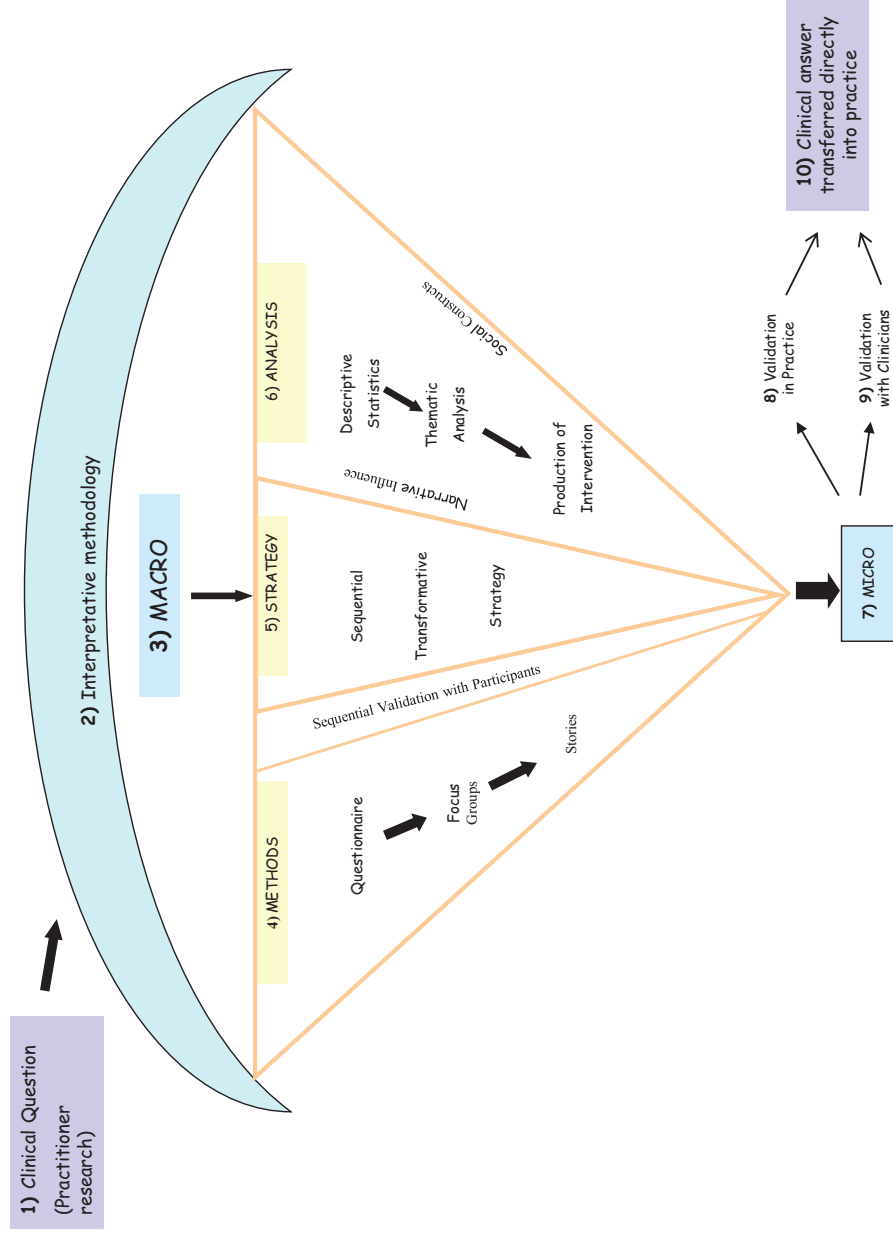 1) Clinical Question
(Practitioner
research)
2) Interpretative methodology
3) MACRO
4) METHODS
Questionnaire
Focus
Groups
Stories
Sequential Validation with Participants
5) STRATEGY
Sequential
Transformative
Strategy
Narrative Influence
6) ANALYSIS
Descriptive
Statistics
Thematic
Analysis
Production of
Intervention
Social Constructs
7) MICRO
8) Validation
in Practice
9) Validation
with Clinicians
10) Clinical answer
transferred directly
into practice